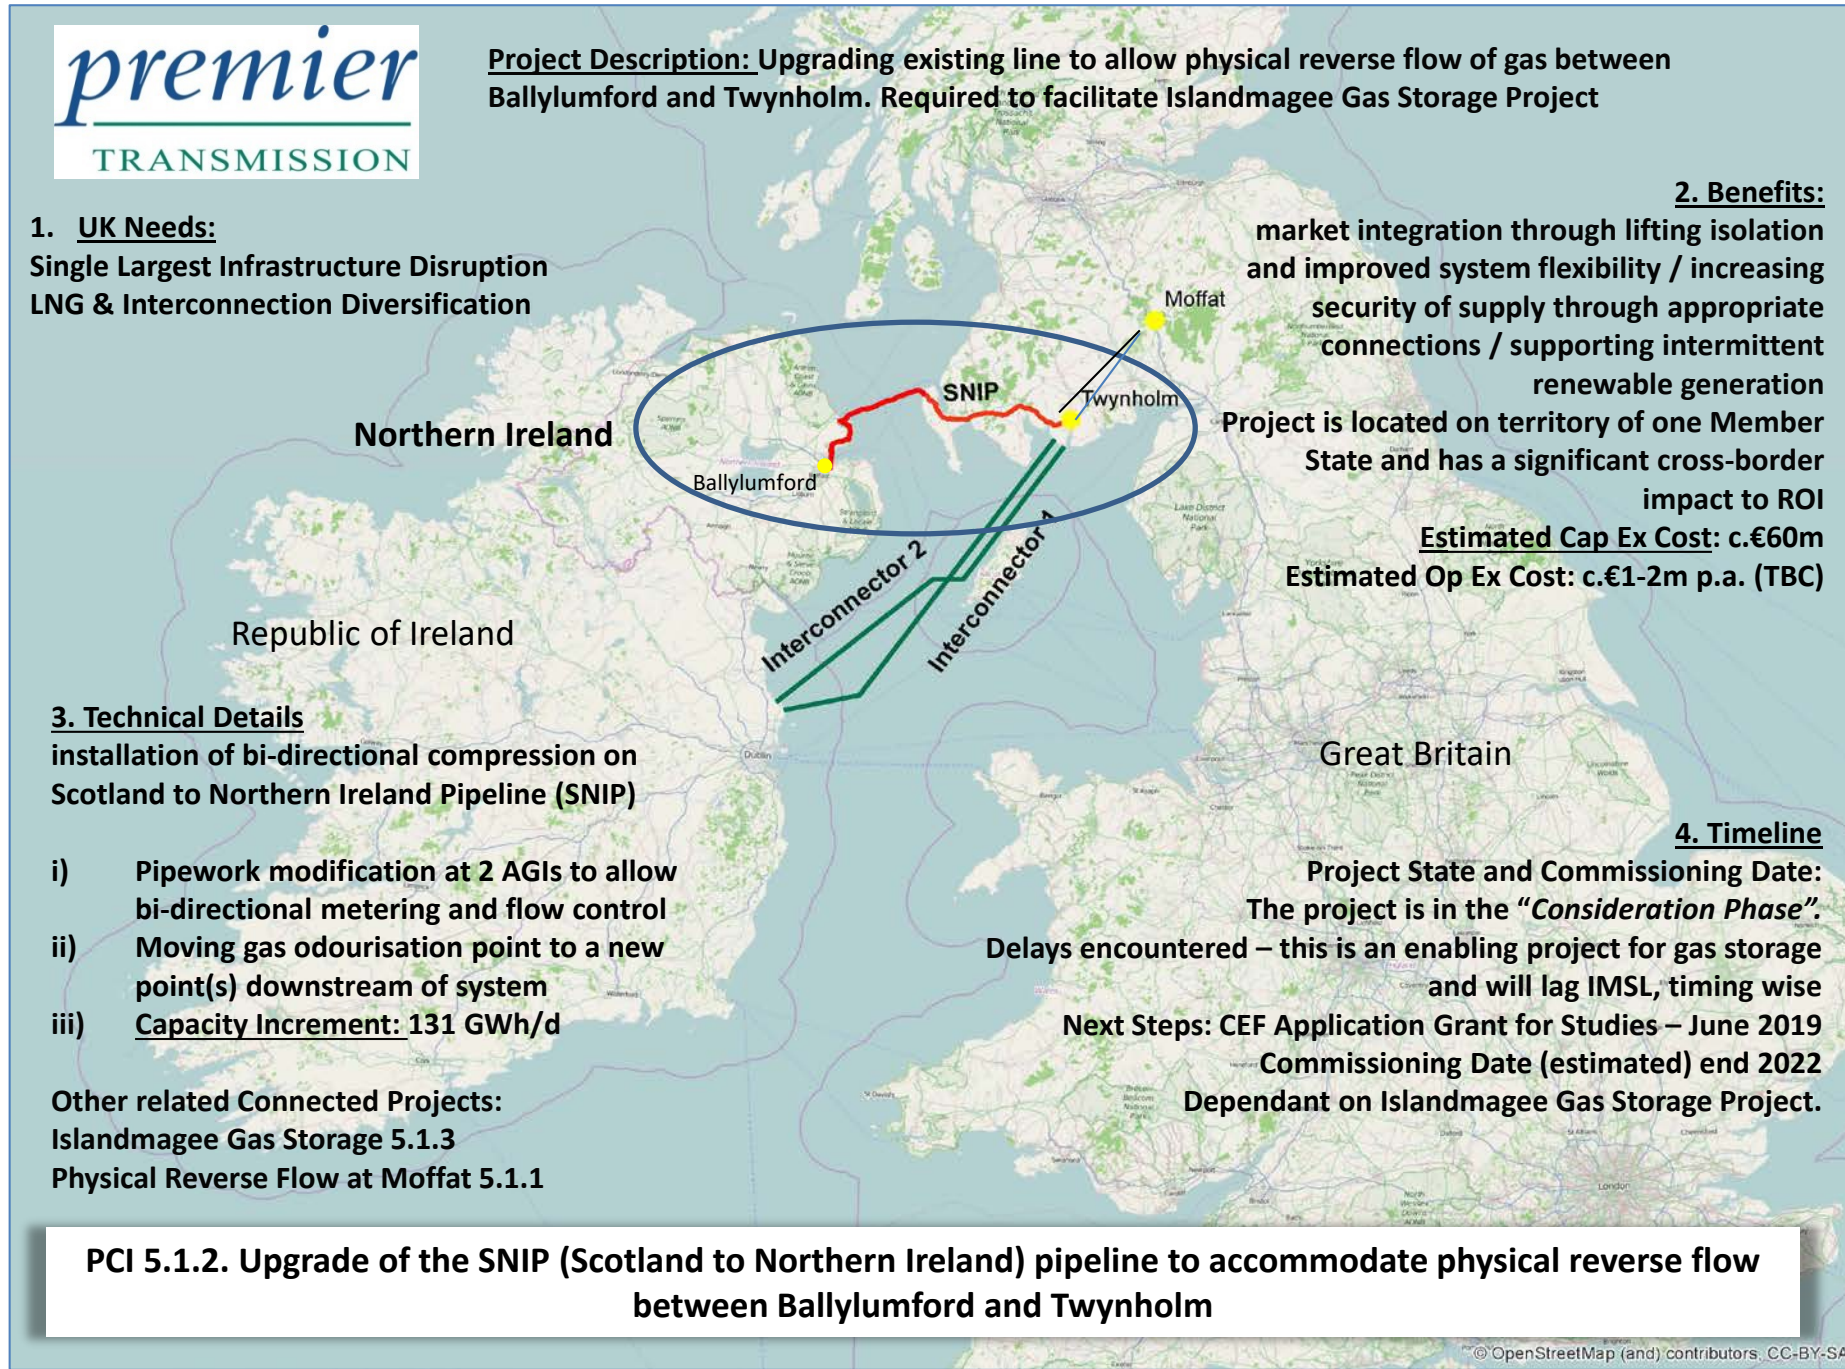 premier
TRANSMISSION
Project Description: Upgrading existing line to allow physical reverse flow of gas between
Ballylumford and Twynholm. Required to facilitate Islandmagee Gas Storage Project
1. UK Needs:
Single Largest Infrastructure Disruption
LNG & Interconnection Diversification
2. Benefits:
market integration through lifting isolation
and improved system flexibility / increasing
security of supply through appropriate
connections / supporting intermittent
renewable generation
Project is located on territory of one Member
State and has a significant cross-border
impact to ROI
Estimated Cap Ex Cost: c.€60m
Estimated Op Ex Cost: c.€1-2m p.a. (TBC)
Moffat
SNIP
Twynholm
Northern Ireland
Ballylumford
Interconnector 2
Interconnector 1
Republic of Ireland
Great Britain
Dublin
London
3. Technical Details
installation of bi-directional compression on
Scotland to Northern Ireland Pipeline (SNIP)
i) Pipework modification at 2 AGIs to allow
bi-directional metering and flow control
ii) Moving gas odourisation point to a new
point(s) downstream of system
iii) Capacity Increment: 131 GWh/d
Other related Connected Projects:
Islandmagee Gas Storage 5.1.3
Physical Reverse Flow at Moffat 5.1.1
4. Timeline
Project State and Commissioning Date:
The project is in the “Consideration Phase”.
Delays encountered – this is an enabling project for gas storage
and will lag IMSL, timing wise
Next Steps: CEF Application Grant for Studies – June 2019
Commissioning Date (estimated) end 2022
Dependant on Islandmagee Gas Storage Project.
PCI 5.1.2. Upgrade of the SNIP (Scotland to Northern Ireland) pipeline to accommodate physical reverse flow
between Ballylumford and Twynholm
© OpenStreetMap (and) contributors, CC-BY-SA